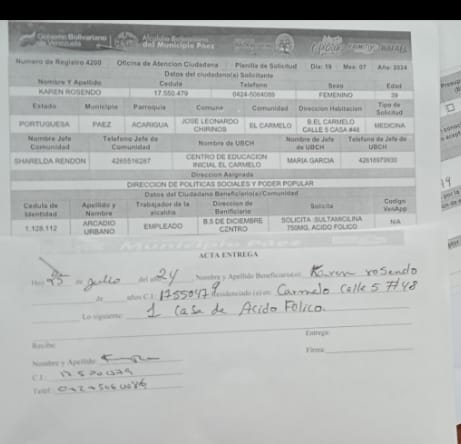 Gobierno Bolivariano de Venezuela
Alcaldía Bolivariana del Municipio Páez
Numero de Registro 4200 Oficina de Atencion Ciudadana Planilla de Solicitud Dia: 19 Mes: 07 Año: 2024
Datos del ciudadano(a) Solicitante
Nombre Y Apellido Cedula Telefono Sexo Edad
KAREN ROSENDO 17.550.479 0424-5064086 FEMENINO 39
Estado Municipio Parroquia Comuna Comunidad Direccion Habitacion Tipo de Solicitud
PORTUGUESA PAEZ ACARIGUA JOSE LEONARDO CHIRINOS EL CARMELO B.EL CARMELO CALLE 5 CASA #48 MEDICINA
Nombre Jefe Comunidad Telefono Jefe de Comunidad Nombre de UBCH Nombre de Jefe de UBCH Telefono de Jefe de UBCH
SHARELDA RENDON 4265516287 CENTRO DE EDUCACION INICIAL EL CARMELO MARIA GARCIA 42616979930
Direccion Asignada
DIRECCION DE POLITICAS SOCIALES Y PODER POPULAR
Datos del Ciudadano Beneficiario/Comunidad
Cedula de Identidad Apellido y Nombre Trabajador de la alcaldia Direccion de Banificiario Solicita Codigo VenApp
1.128.112 ARCADIO URBANO EMPLEADO B.5 DE DICIEMBRE CZNTRO SOLICITA :SULTAMICILINA 750MG, ACIDO FOLICO N/A
Municipio Páez
ACTA ENTREGA
Hoy de Julio del año 24 Nombre y Apellido Beneficiario(a): Karen roSendo
de años C.I: 17550479 residenciado (a) en: Carmelo Calle 5 #48
Lo siguiente: 1 Casa de Acido Folico.
Recibe: Entrega:
Nombre y Apellido: Firma:
C.I.:
Telef: